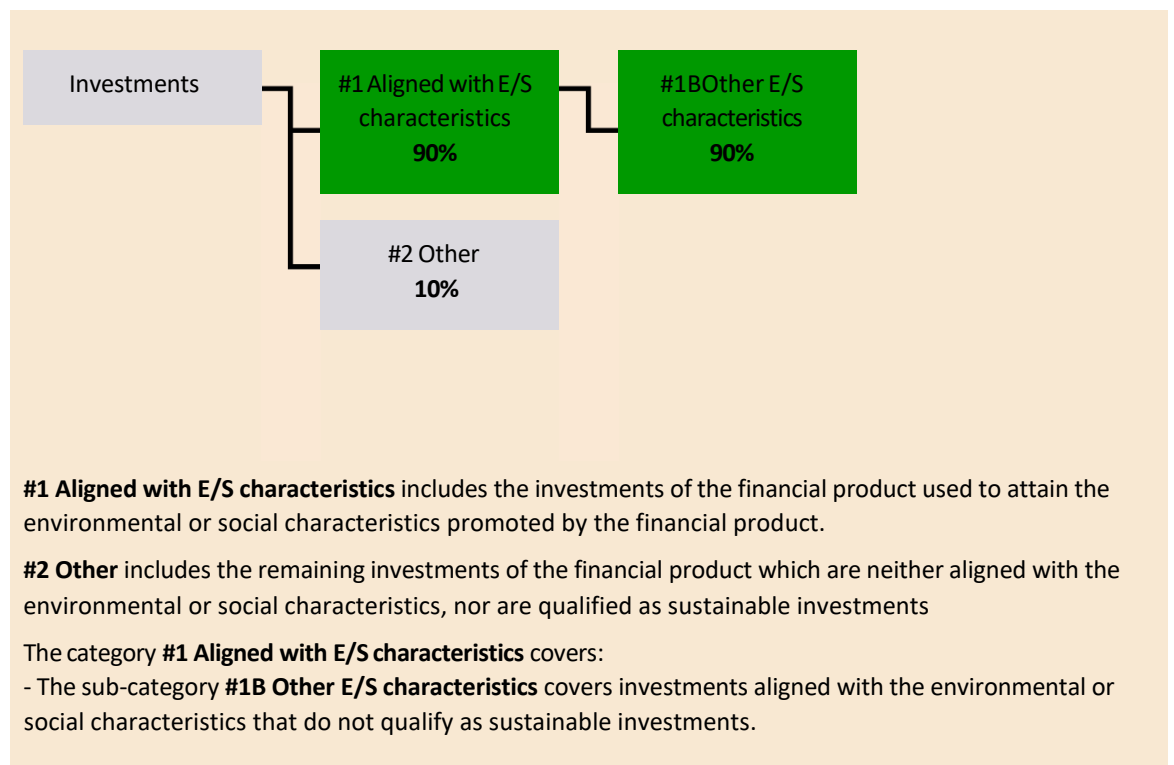 Investments
#1 Aligned with E/S
characteristics
90%
#1BOther E/S
characteristics
90%
#2 Other
10%
#1 Aligned with E/S characteristics includes the investments of the financial product used to attain the
environmental or social characteristics promoted by the financial product.
#2 Other includes the remaining investments of the financial product which are neither aligned with the
environmental or social characteristics, nor are qualified as sustainable investments
The category #1 Aligned with E/S characteristics covers:
- The sub-category #1B Other E/S characteristics covers investments aligned with the environmental or
social characteristics that do not qualify as sustainable investments.